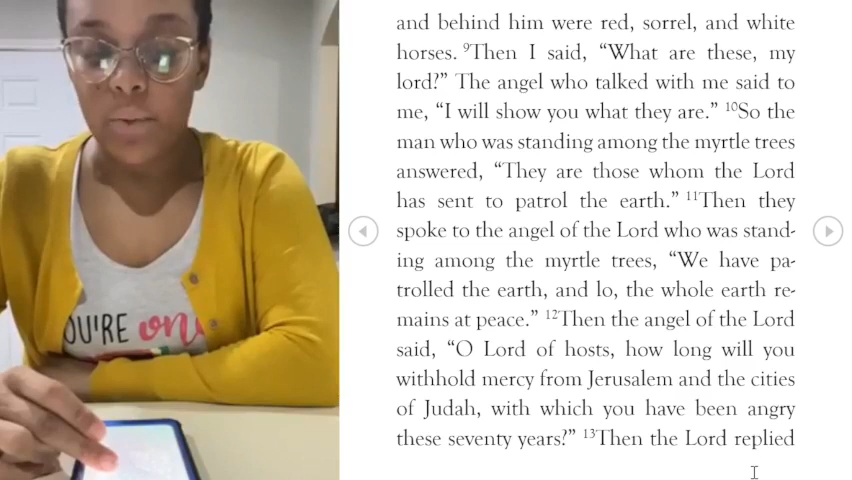 YOU'RE on
and behind him were red, sorrel, and white
horses. ⁹Then I said, “What are these, my
lord?” The angel who talked with me said to
me, “I will show you what they are.” ¹⁰So the
man who was standing among the myrtle trees
answered, “They are those whom the Lord
has sent to patrol the earth.” ¹¹Then they
spoke to the angel of the Lord who was stand-
ing among the myrtle trees, “We have pa-
trolled the earth, and lo, the whole earth re-
mains at peace.” ¹²Then the angel of the Lord
said, “O Lord of hosts, how long will you
withhold mercy from Jerusalem and the cities
of Judah, with which you have been angry
these seventy years?” ¹³Then the Lord replied